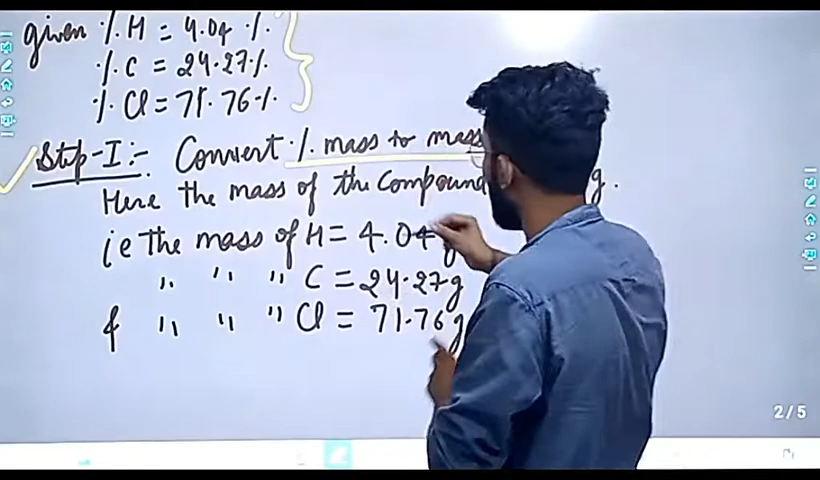 given % H = 4.04 %.
% C = 24.27%
% Cl = 71.76%
Step-I:- Convert % mass to mass
Here the mass of the Compound g.
ie the mass of H = 4.04 g
" " " C = 24.27g
& " " " Cl = 71.76g
2/5